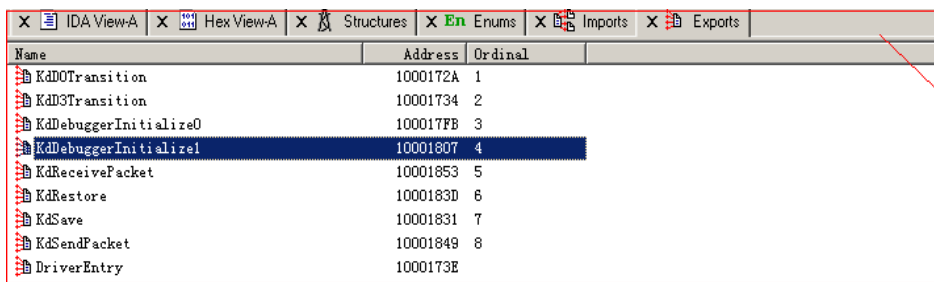 X IDA View-A X Hex View-A X Structures X En Enums X Imports X Exports
Name Address Ordinal
KdD0Transition 1000172A 1
KdD3Transition 10001734 2
KdDebuggerInitialize0 100017FB 3
KdDebuggerInitialize1 10001807 4
KdReceivePacket 10001853 5
KdRestore 1000183D 6
KdSave 10001831 7
KdSendPacket 10001849 8
DriverEntry 1000173E